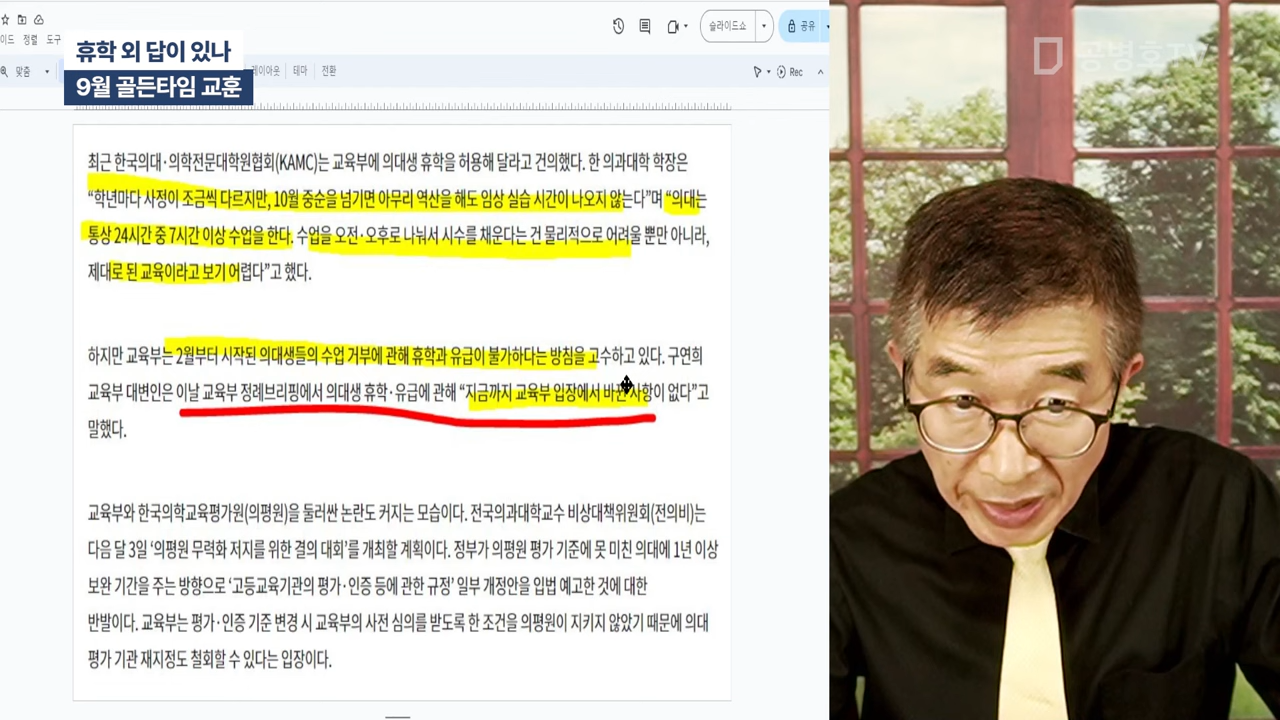 이드 정렬 도구
슬라이드쇼
공유
휴학 외 답이 있나
9월 골든타임 교훈
맞춤
레이아웃
테마
전환
Rec
공병호TV
최근 한국의대·의학전문대학원협회(KAMC)는 교육부에 의대생 휴학을 허용해 달라고 건의했다. 한 의과대학 학장은
“학년마다 사정이 조금씩 다르지만, 10월 중순을 넘기면 아무리 역산을 해도 임상 실습 시간이 나오지 않는다”며 “의대는
통상 24시간 중 7시간 이상 수업을 한다. 수업을 오전·오후로 나눠서 시수를 채운다는 건 물리적으로 어려울 뿐만 아니라,
제대로 된 교육이라고 보기 어렵다”고 했다.
하지만 교육부는 2월부터 시작된 의대생들의 수업 거부에 관해 휴학과 유급이 불가하다는 방침을 고수하고 있다. 구연희
교육부 대변인은 이날 교육부 정례브리핑에서 의대생 휴학·유급에 관해 “지금까지 교육부 입장에서 바뀐 사항이 없다”고
말했다.
교육부와 한국의학교육평가원(의평원)을 둘러싼 논란도 커지는 모습이다. 전국의과대학교수 비상대책위원회(전의비)는
다음 달 3일 ‘의평원 무력화 저지를 위한 결의 대회’를 개최할 계획이다. 정부가 의평원 평가 기준에 못 미친 의대에 1년 이상
보완 기간을 주는 방향으로 ‘고등교육기관의 평가·인증 등에 관한 규정’ 일부 개정안을 입법 예고한 것에 대한
반발이다. 교육부는 평가·인증 기준 변경 시 교육부의 사전 심의를 받도록 한 조건을 의평원이 지키지 않았기 때문에 의대
평가 기관 재지정도 철회할 수 있다는 입장이다.